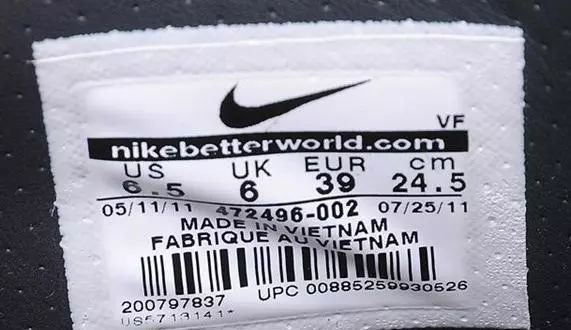 VF
nikebetterworld.com
US UK EUR cm
6.5 6 39 24.5
05/11/11 472496-002 07/25/11
MADE IN VIETNAM
FABRIQUE AU VIETNAM
200797837 UPC 00885259930526
US5713141*